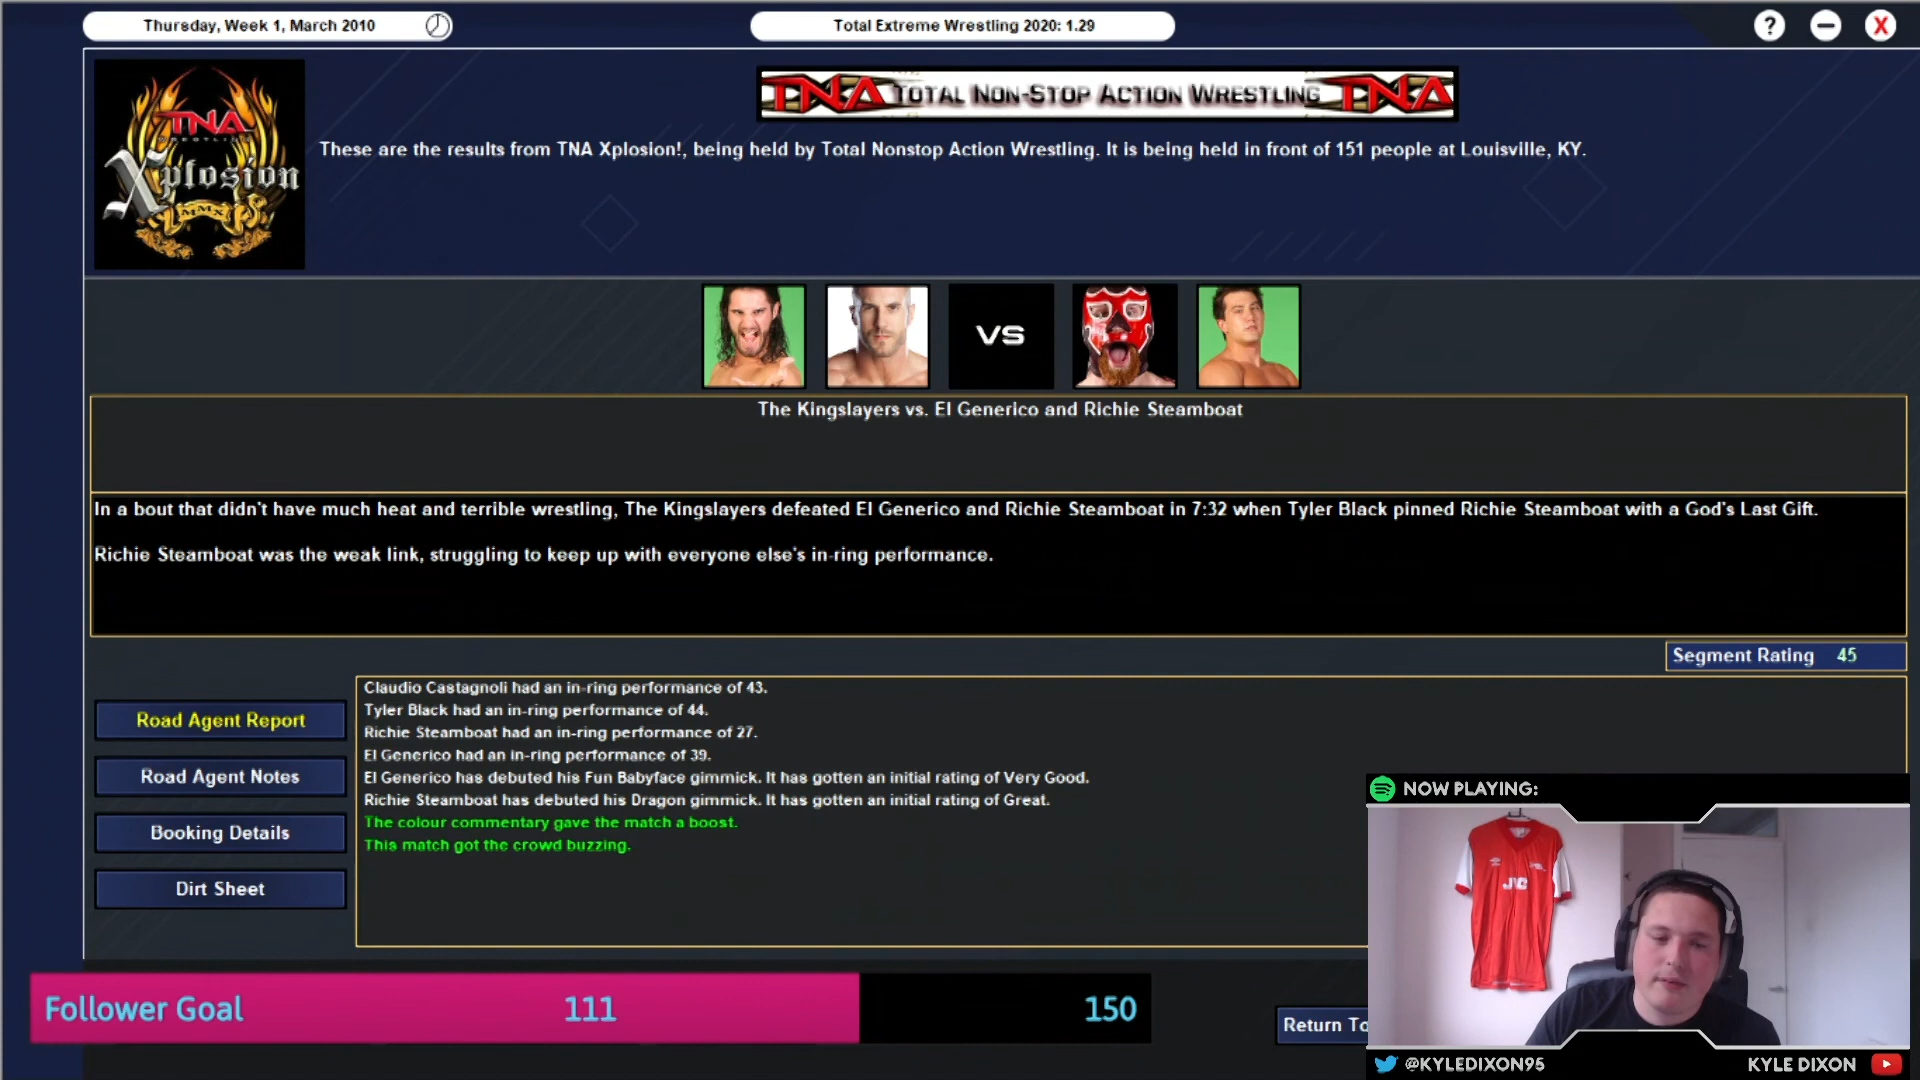 Thursday, Week 1, March 2010
Total Extreme Wrestling 2020: 1.29
?
X
TNA
WRESTLING
Xplosion
MMX
TNA TOTAL NON-STOP ACTION WRESTLING TNA
These are the results from TNA Xplosion!, being held by Total Nonstop Action Wrestling. It is being held in front of 151 people at Louisville, KY.
VS
The Kingslayers vs. El Generico and Richie Steamboat
In a bout that didn't have much heat and terrible wrestling, The Kingslayers defeated El Generico and Richie Steamboat in 7:32 when Tyler Black pinned Richie Steamboat with a God's Last Gift.
Richie Steamboat was the weak link, struggling to keep up with everyone else's in-ring performance.
Segment Rating 45
Road Agent Report
Road Agent Notes
Booking Details
Dirt Sheet
Claudio Castagnoli had an in-ring performance of 43.
Tyler Black had an in-ring performance of 44.
Richie Steamboat had an in-ring performance of 27.
El Generico had an in-ring performance of 39.
El Generico has debuted his Fun Babyface gimmick. It has gotten an initial rating of Very Good.
Richie Steamboat has debuted his Dragon gimmick. It has gotten an initial rating of Great.
The colour commentary gave the match a boost.
This match got the crowd buzzing.
NOW PLAYING:
JVC
Follower Goal 111 150
Return To
@KYLEDIXON95 KYLE DIXON